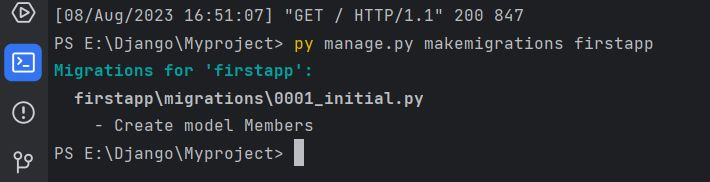 [08/Aug/2023 16:51:07] "GET / HTTP/1.1" 200 847
PS E:\Django\Myproject> py manage.py makemigrations firstapp
Migrations for 'firstapp':
  firstapp\migrations\0001_initial.py
    - Create model Members
PS E:\Django\Myproject>